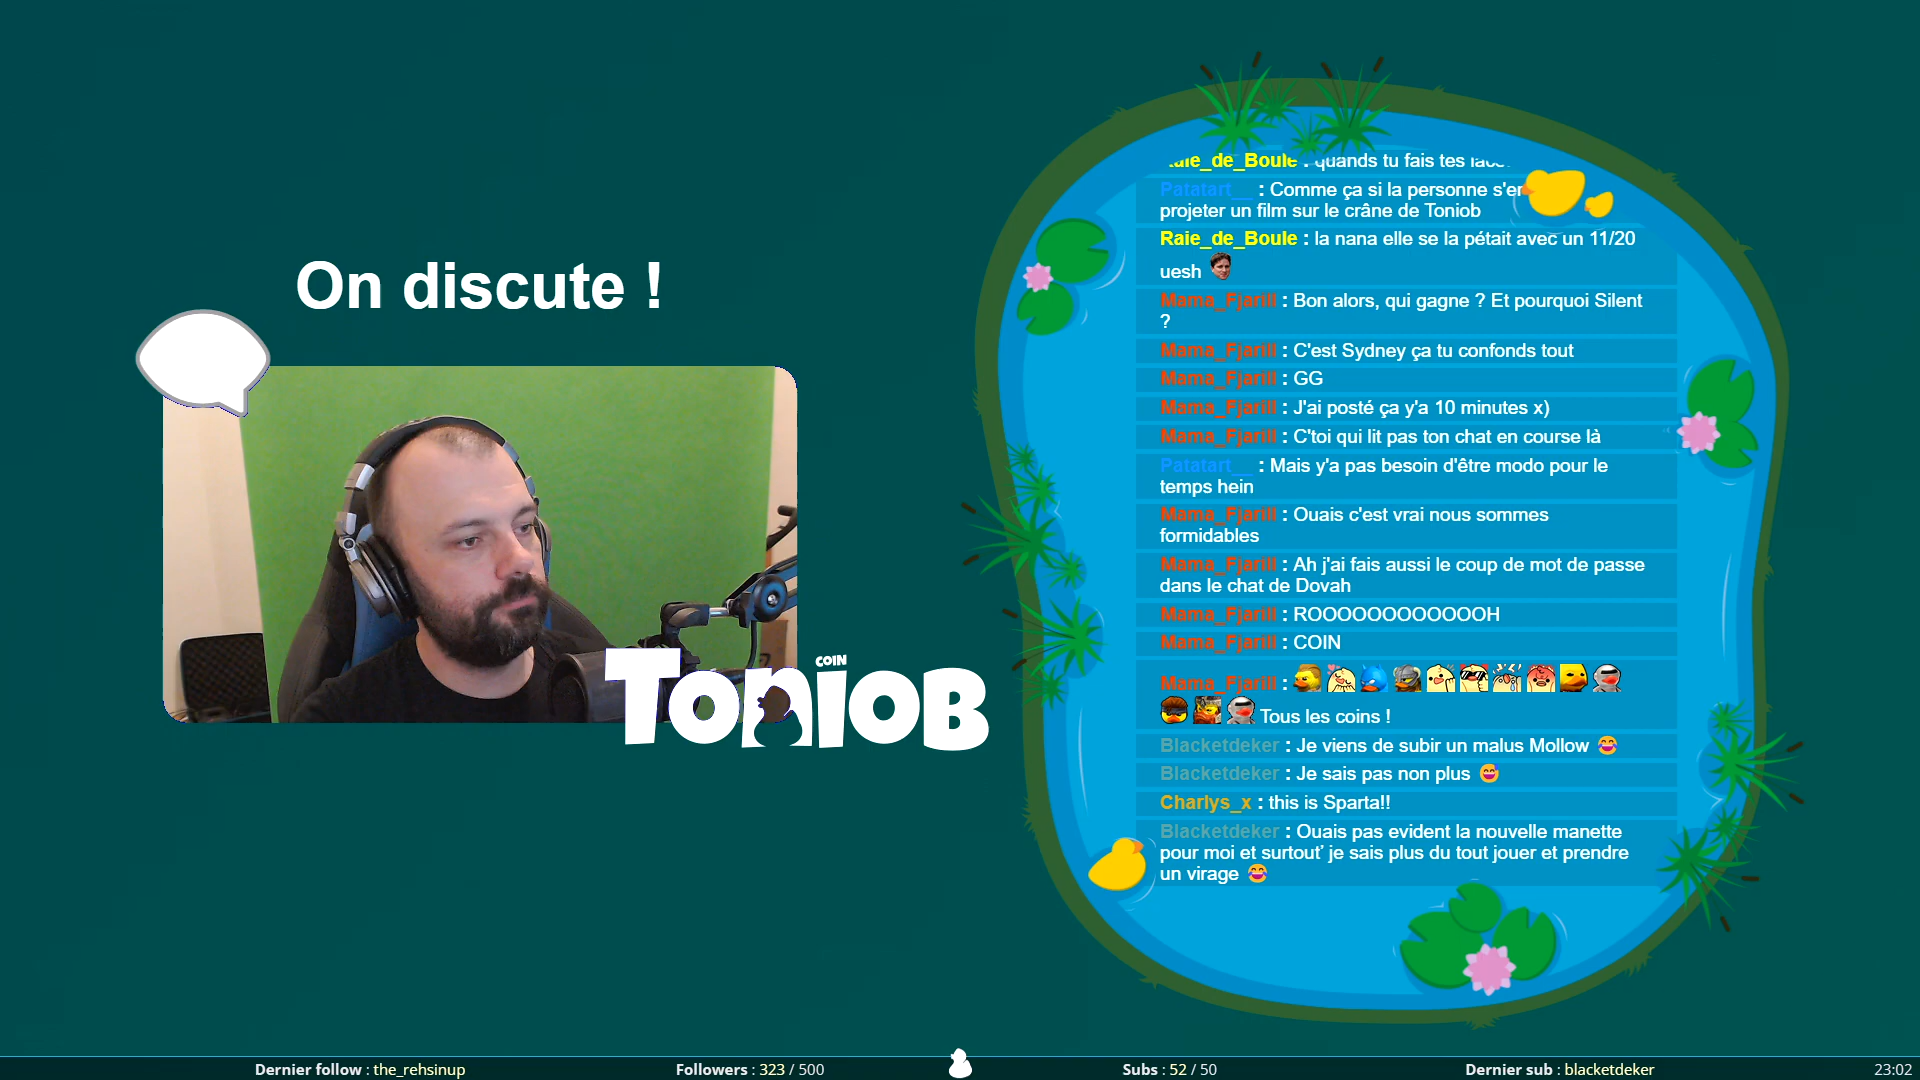 On discute !
COIN
TONIOB
Raie_de_Boule : quands tu fais tes
Patatart__ : Comme ça si la personne
projeter un film sur le crâne de Toniob
Raie_de_Boule : la nana elle se la pétait avec un 11/20
uesh
Mama_Fjarill : Bon alors, qui gagne ? Et pourquoi Silent
?
Mama_Fjarill : C'est Sydney ça tu confonds tout
Mama_Fjarill : GG
Mama_Fjarill : J'ai posté ça y'a 10 minutes x)
Mama_Fjarill : C'toi qui lit pas ton chat en course là
Patatart__ : Mais y'a pas besoin d'être modo pour le
temps hein
Mama_Fjarill : Ouais c'est vrai nous sommes
formidables
Mama_Fjarill : Ah j'ai fais aussi le coup de mot de passe
dans le chat de Dovah
Mama_Fjarill : ROOOOOOOOOOOOH
Mama_Fjarill : COIN
Mama_Fjarill :
Tous les coins !
Blacketdeker : Je viens de subir un malus Mollow 😂
Blacketdeker : Je sais pas non plus 😅
Charlys_x : this is Sparta!!
Blacketdeker : Ouais pas evident la nouvelle manette
pour moi et surtout' je sais plus du tout jouer et prendre
un virage 😂
Dernier follow : the_rehsinup
Followers : 323 / 500
Subs : 52 / 50
Dernier sub : blacketdeker
23:02